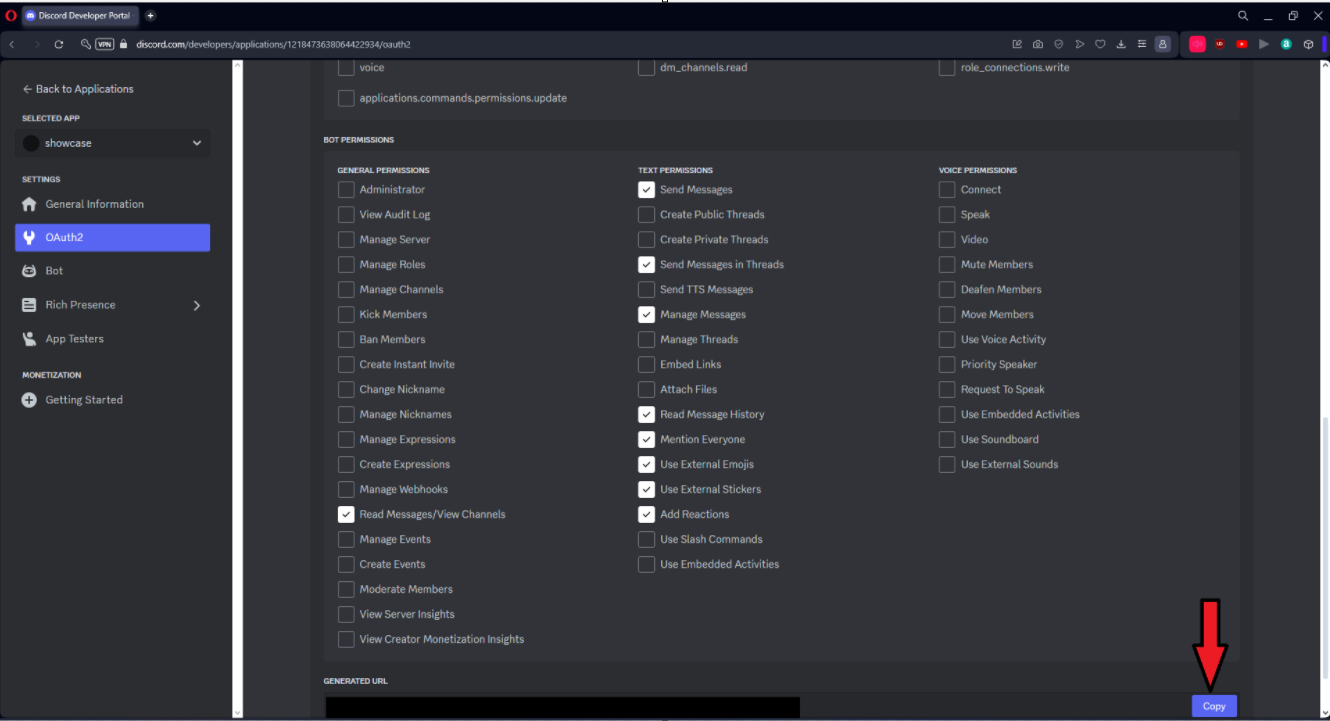 Discord Developer Portal
VPN
discord.com/developers/applications/1218473638064422934/oauth2
← Back to Applications
SELECTED APP
showcase
SETTINGS
General Information
OAuth2
Bot
Rich Presence
App Testers
MONETIZATION
Getting Started
voice
dm_channels.read
role_connections.write
applications.commands.permissions.update
BOT PERMISSIONS
GENERAL PERMISSIONS
Administrator
View Audit Log
Manage Server
Manage Roles
Manage Channels
Kick Members
Ban Members
Create Instant Invite
Change Nickname
Manage Nicknames
Manage Expressions
Create Expressions
Manage Webhooks
Read Messages/View Channels
Manage Events
Create Events
Moderate Members
View Server Insights
View Creator Monetization Insights
TEXT PERMISSIONS
Send Messages
Create Public Threads
Create Private Threads
Send Messages in Threads
Send TTS Messages
Manage Messages
Manage Threads
Embed Links
Attach Files
Read Message History
Mention Everyone
Use External Emojis
Use External Stickers
Add Reactions
Use Slash Commands
Use Embedded Activities
VOICE PERMISSIONS
Connect
Speak
Video
Mute Members
Deafen Members
Move Members
Use Voice Activity
Priority Speaker
Request To Speak
Use Embedded Activities
Use Soundboard
Use External Sounds
GENERATED URL
Copy